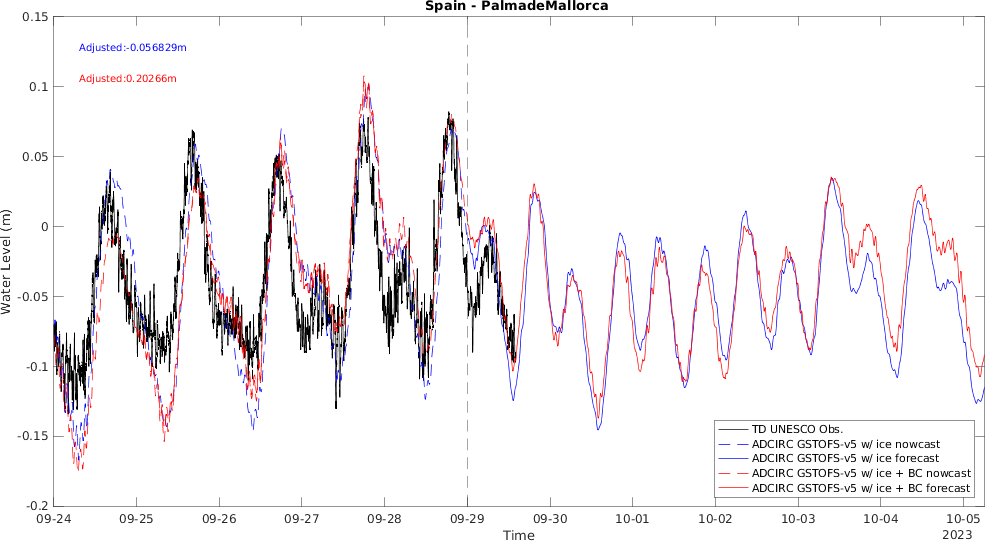 Spain - PalmadeMallorca
Adjusted:-0.056829m
Adjusted:0.20266m
0.15
0.1
0.05
0
-0.05
-0.1
-0.15
-0.2
Water Level (m)
09-24 09-25 09-26 09-27 09-28 09-29 09-30 10-01 10-02 10-03 10-04 10-05
2023
Time
TD UNESCO Obs.
ADCIRC GSTOFS-v5 w/ ice nowcast
ADCIRC GSTOFS-v5 w/ ice forecast
ADCIRC GSTOFS-v5 w/ ice + BC nowcast
ADCIRC GSTOFS-v5 w/ ice + BC forecast